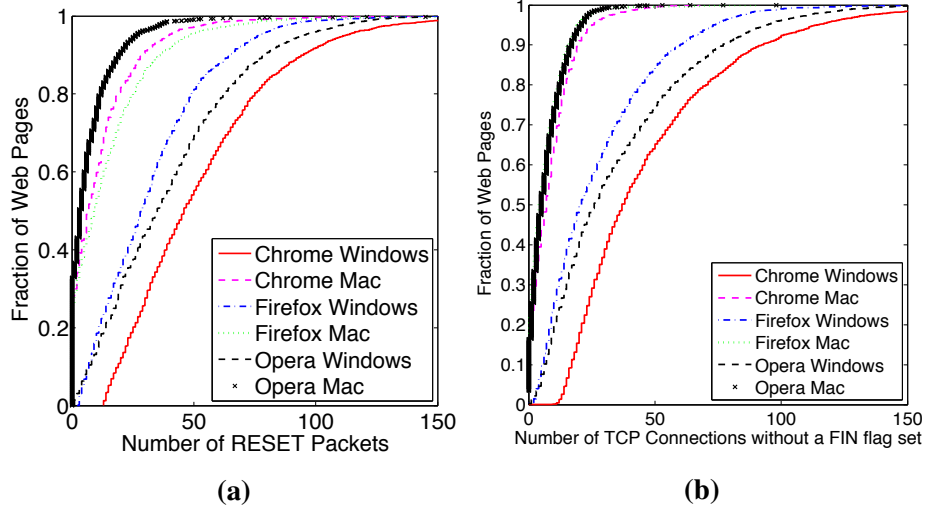 1
0.8
0.6
0.4
0.2
0
Fraction of Web Pages
Chrome Windows
Chrome Mac
Firefox Windows
Firefox Mac
Opera Windows
Opera Mac
0 50 100 150
Number of RESET Packets
(a)
1
0.9
0.8
0.7
0.6
0.5
0.4
0.3
0.2
0.1
0
Fraction of Web Pages
Chrome Windows
Chrome Mac
Firefox Windows
Firefox Mac
Opera Windows
Opera Mac
0 50 100 150
Number of TCP Connections without a FIN flag set
(b)